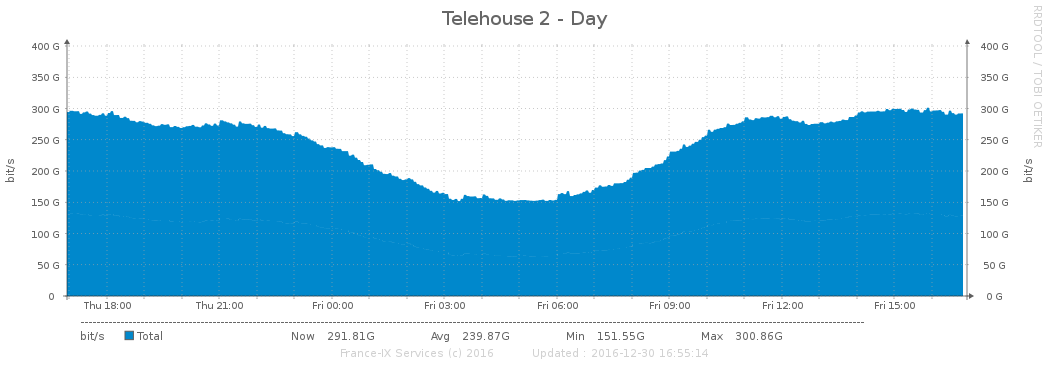 Telehouse 2 - Day
RRDTOOL / TOBI OETIKER
bit/s
400 G 400 G
350 G 350 G
300 G 300 G
250 G 250 G
200 G 200 G
150 G 150 G
100 G 100 G
50 G 50 G
0 0 G
bit/s
Thu 18:00 Thu 21:00 Fri 00:00 Fri 03:00 Fri 06:00 Fri 09:00 Fri 12:00 Fri 15:00
bit/s Total Now 291.81G Avg 239.87G Min 151.55G Max 300.86G
France-IX Services (c) 2016 Updated : 2016-12-30 16:55:14